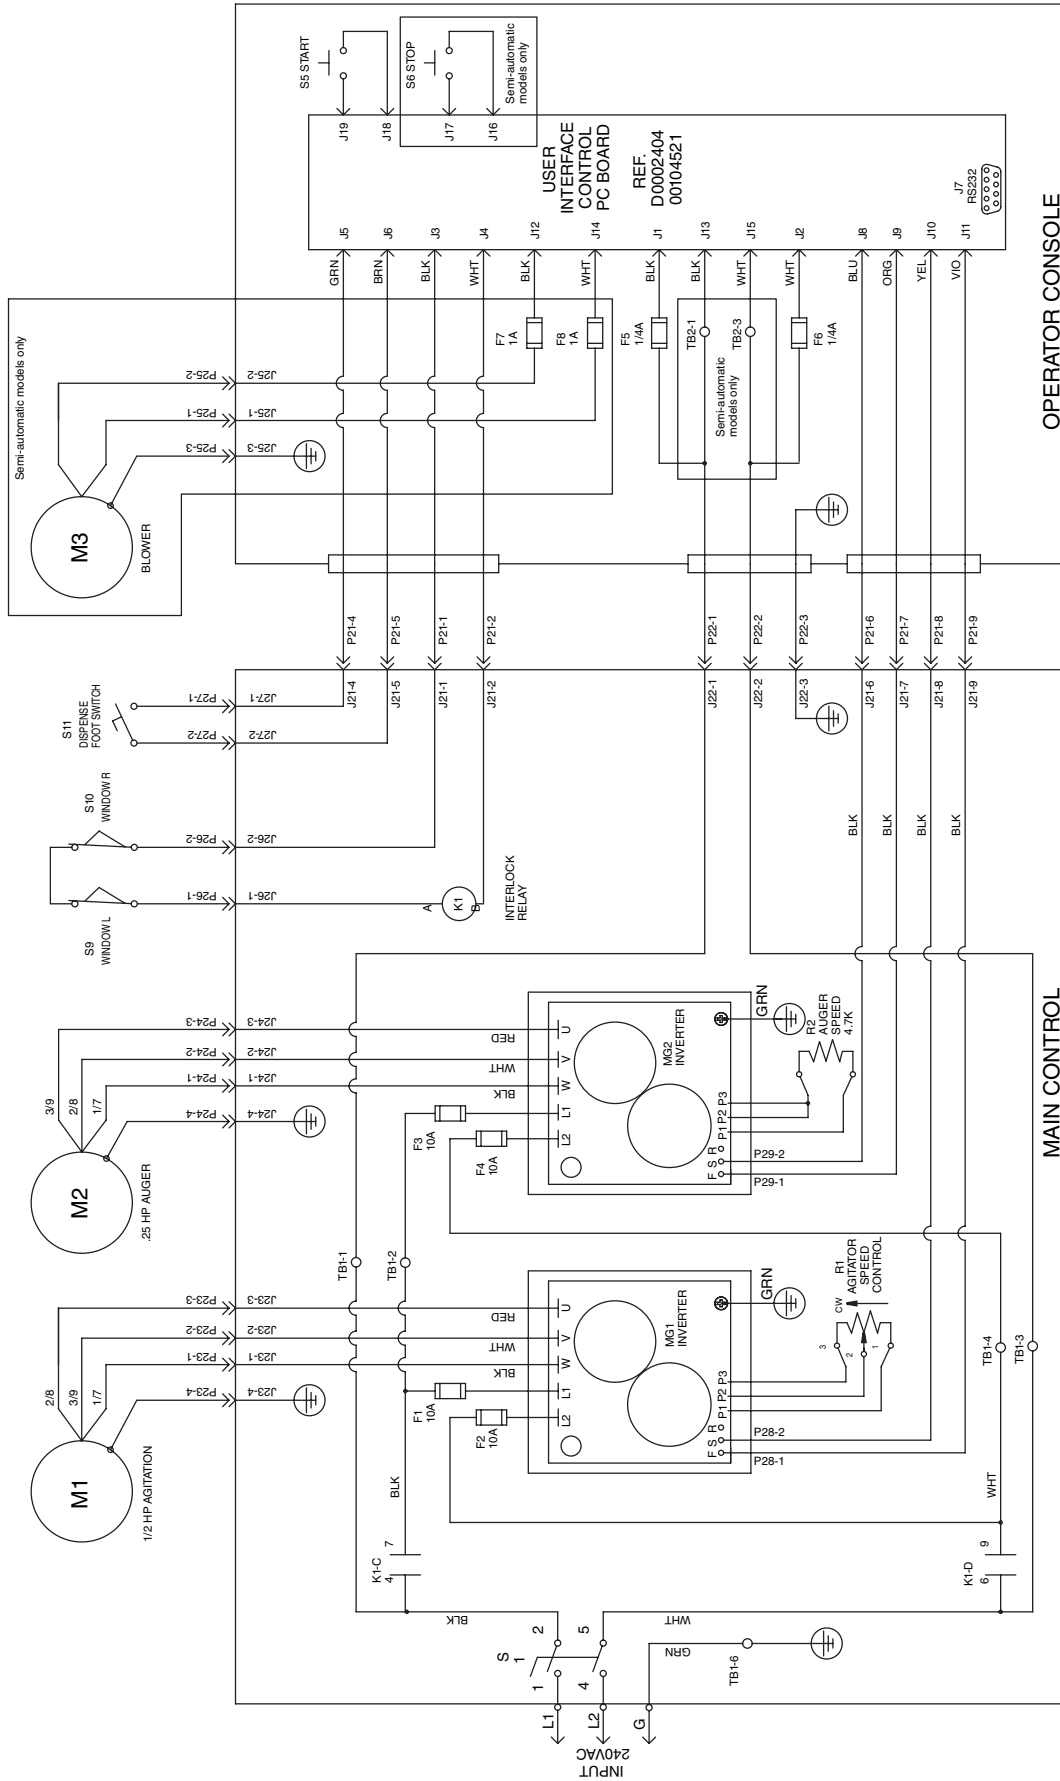 Semi-automatic models only
M3
BLOWER
P25-3
P25-1
P25-2
J25-3
J25-1
J25-2
S5 START
S6 STOP
Semi-automatic
models only
J19
J18
J17
J16
USER
INTERFACE
CONTROL
PC BOARD
REF.
D0002404
00104521
J7
RS232
J5
J6
J3
J4
J12
J14
J1
J13
J15
J2
J8
J9
J10
J11
GRN
BRN
BLK
WHT
BLK
WHT
BLK
BLK
WHT
WHT
BLU
ORG
YEL
VIO
F7
1A
F8
1A
F5
1/4A
TB2-1
TB2-3
F6
1/4A
Semi-automatic
models only
OPERATOR CONSOLE
P21-4
P21-5
P21-1
P21-2
P22-1
P22-2
P22-3
P21-6
P21-7
P21-8
P21-9
J21-4
J21-5
J21-1
J21-2
J22-1
J22-2
J22-3
J21-6
J21-7
J21-8
J21-9
S11
DISPENSE
FOOT SWITCH
P27-2
P27-1
J27-2
J27-1
S10
WINDOW R
S9
WINDOW L
P26-1
P26-2
J26-1
J26-2
A
K1
B
INTERLOCK
RELAY
BLK
BLK
BLK
BLK
M2
.25 HP AUGER
3/9
2/8
1/7
P24-4
P24-1
P24-2
P24-3
J24-4
J24-1
J24-2
J24-3
BLK
WHT
RED
F3
10A
F4
10A
L2
L1
W
V
U
MG2
INVERTER
F S R P1 P2 P3
P29-1
P29-2
GRN
R2
AUGER
SPEED
4.7K
M1
1/2 HP AGITATION
2/8
3/9
1/7
P23-4
P23-1
P23-2
P23-3
J23-4
J23-1
J23-2
J23-3
BLK
WHT
RED
TB1-1
TB1-2
F1
10A
F2
10A
L2
L1
W
V
U
MG1
INVERTER
F S R P1 P2 P3
P28-1
P28-2
GRN
R1
AGITATOR
SPEED
CONTROL
CW
3
2
1
TB1-4
TB1-3
BLK
WHT
K1-C
4
7
K1-D
6
9
BLK
WHT
S
1
1
2
4
5
GRN
TB1-6
L1
L2
G
INPUT
240VAC
MAIN CONTROL